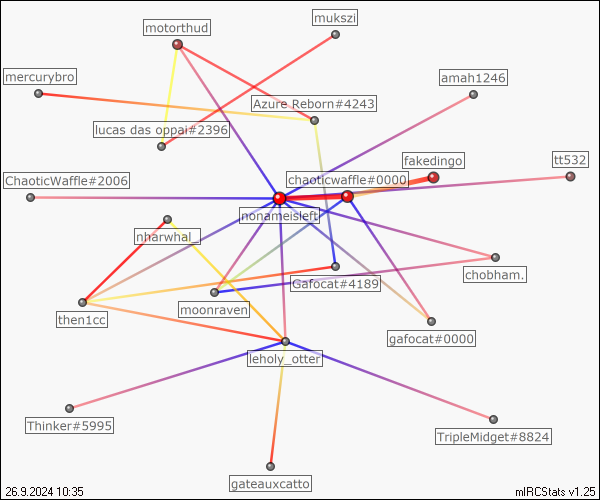 mukszi
motorthud
mercurybro
amah1246
Azure Reborn#4243
lucas das oppai#2396
fakedingo
tt532
ChaoticWaffle#2006
chaoticwaffle#0000
nonameisleft
nharwhal_
chobham.
Gafocat#4189
moonraven
then1cc
gafocat#0000
leholy_otter
Thinker#5995
TripleMidget#8824
gateauxcatto
26.9.2024 10:35
mIRCStats v1.25